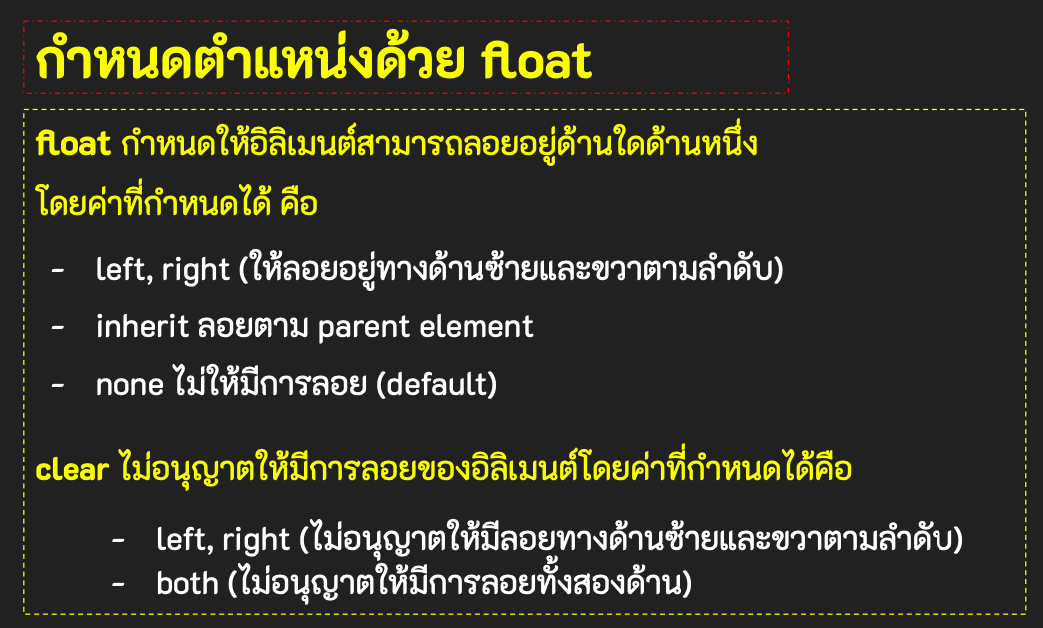 กำหนดตำแหน่งด้วย float
float กำหนดให้อิลิเมนต์สามารถลอยอยู่ด้านใดด้านหนึ่ง
โดยค่าที่กำหนดได้ คือ
- left, right (ให้ลอยอยู่ทางด้านซ้ายและขวาตามลำดับ)
- inherit ลอยตาม parent element
- none ไม่ให้มีการลอย (default)
clear ไม่อนุญาตให้มีการลอยของอิลิเมนต์โดยค่าที่กำหนดได้คือ
- left, right (ไม่อนุญาตให้มีลอยทางด้านซ้ายและขวาตามลำดับ)
- both (ไม่อนุญาตให้มีการลอยทั้งสองด้าน)